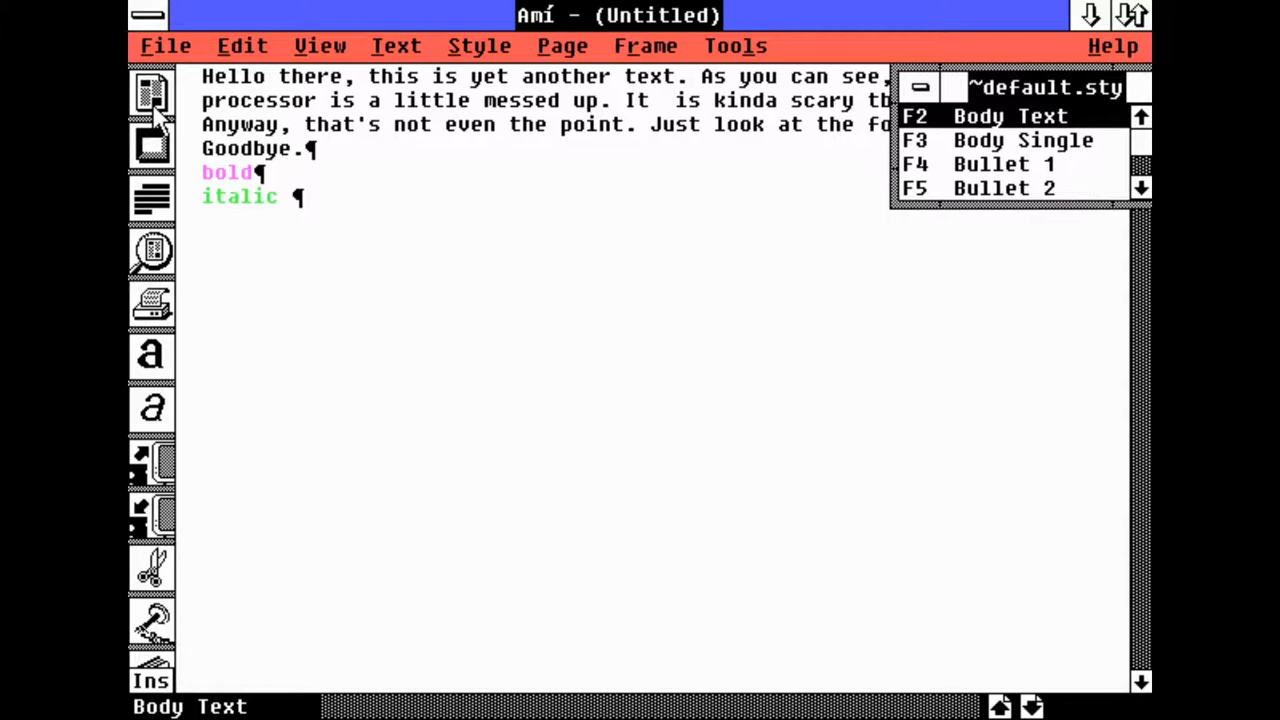 Amí - (Untitled)
File Edit View Text Style Page Frame Tools Help
Hello there, this is yet another text. As you can see,
processor is a little messed up. It  is kinda scary
Anyway, that's not even the point. Just look at the
Goodbye.¶
bold¶
italic ¶
~default.sty
F2 Body Text
F3 Body Single
F4 Bullet 1
F5 Bullet 2
a
a
Ins
Body Text